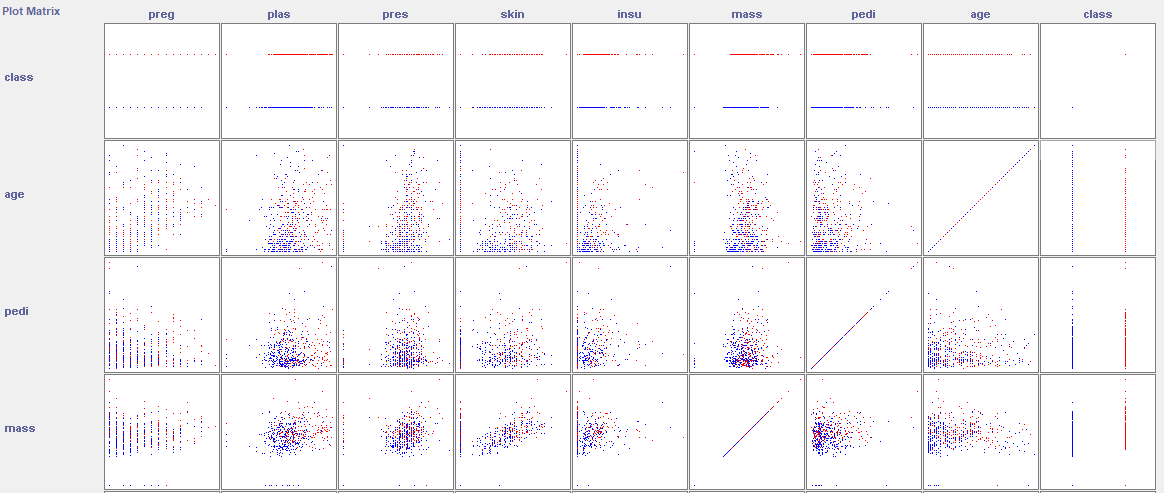 Plot Matrix preg plas pres skin insu mass pedi age class
class
age
pedi
mass